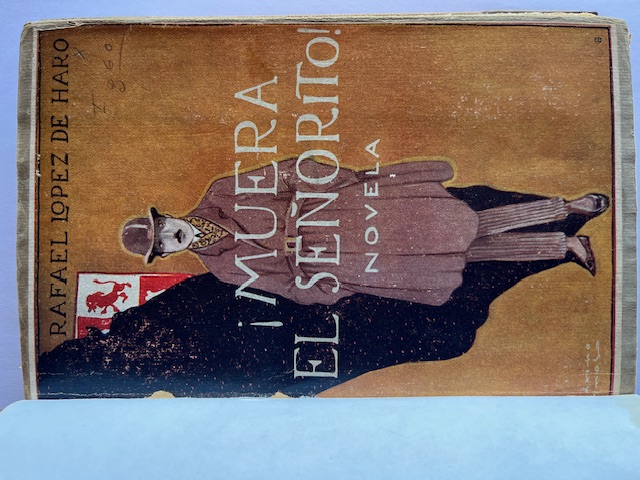 RAFAEL LOPEZ DE HARO
¡MUERA
EL SEÑORITO!
NOVELA